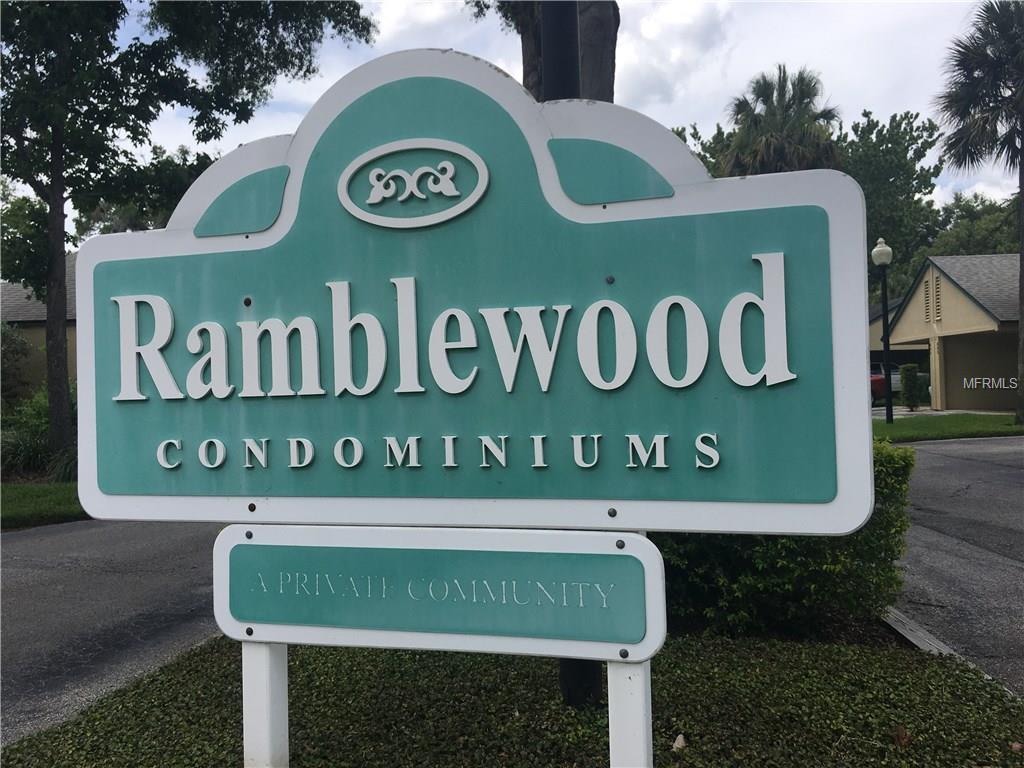 Ramblewood
CONDOMINIUMS
A PRIVATE COMMUNITY
MFRMLS